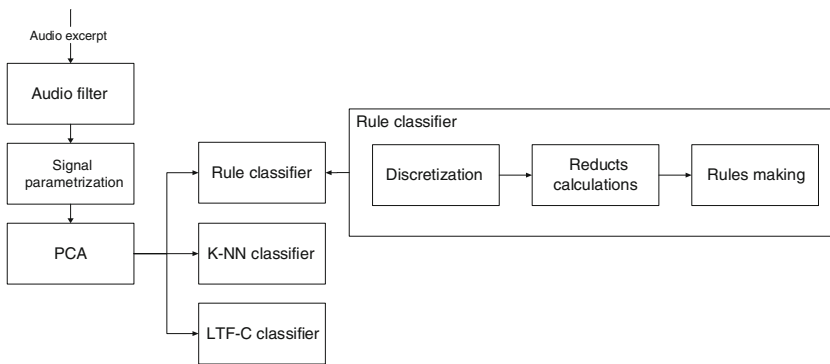 Audio excerpt
Audio filter
Signal
parametrization
PCA
Rule classifier
K-NN classifier
LTF-C classifier
Rule classifier
Discretization
Reducts
calculations
Rules making